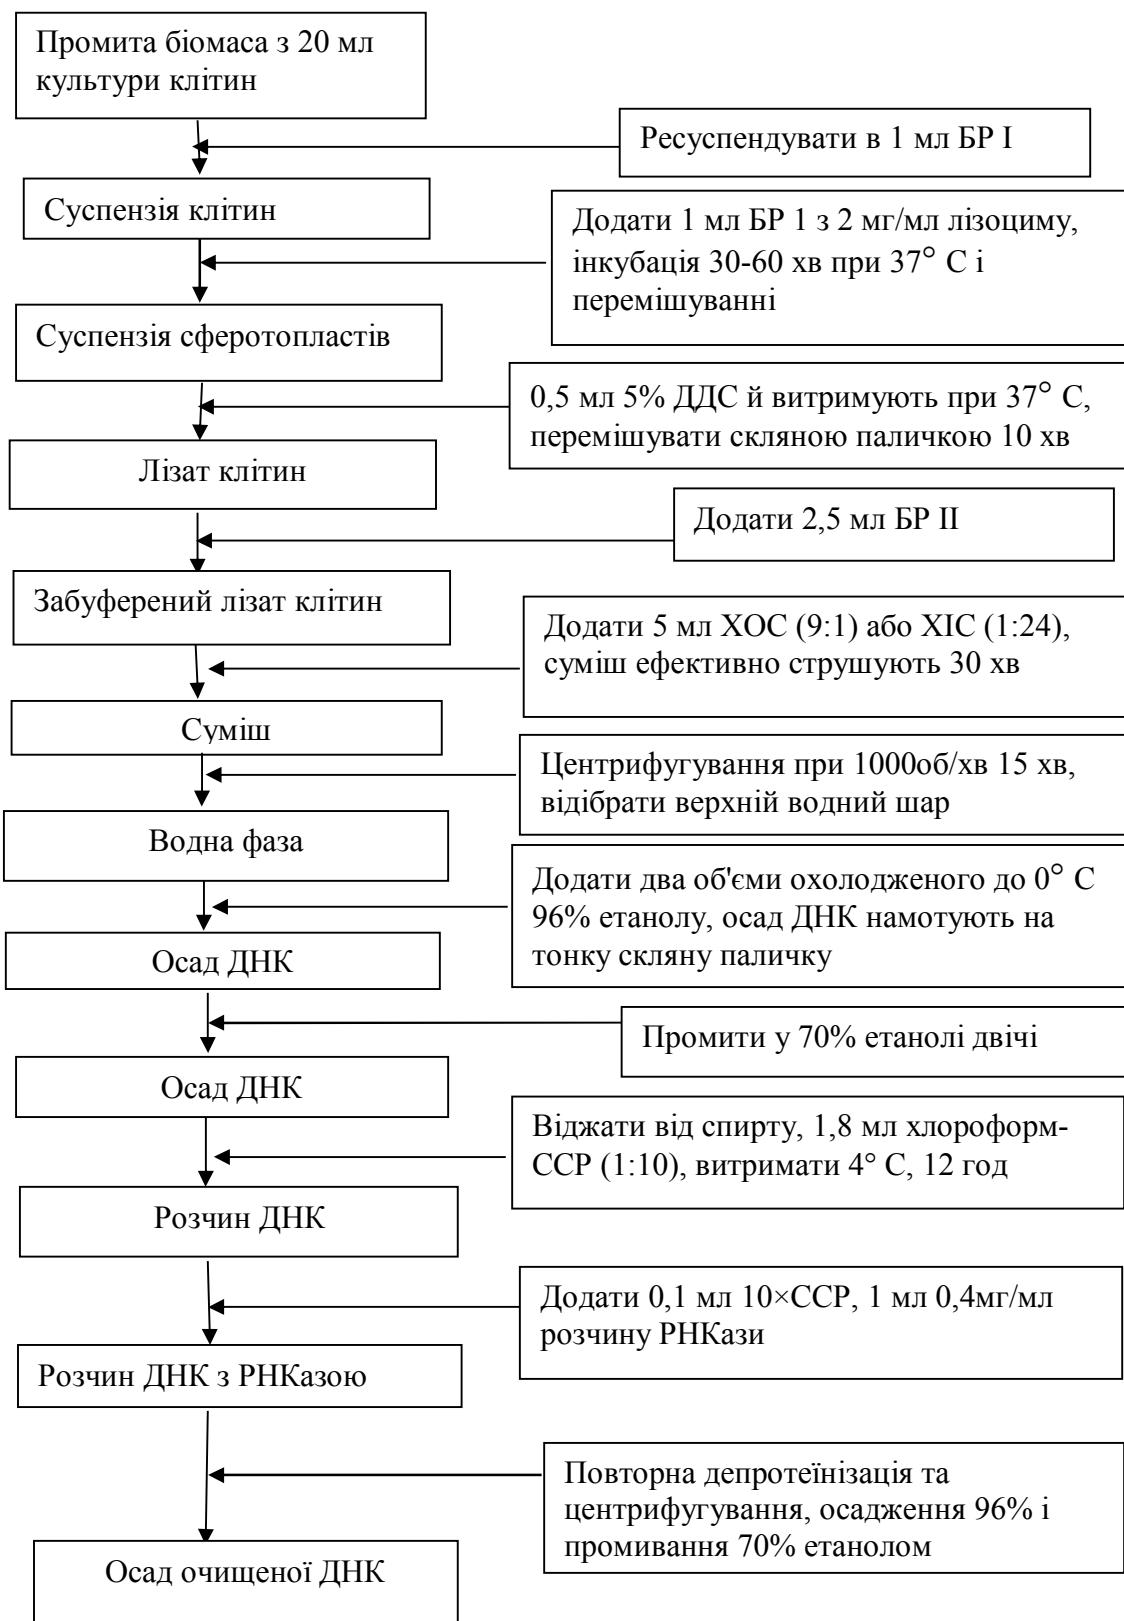 Промита біомаса з 20 мл
культури клітин
Ресуспендувати в 1 мл БР І
Суспензія клітин
Додати 1 мл БР 1 з 2 мг/мл лізоциму,
інкубація 30-60 хв при 37° С і
перемішуванні
Суспензія сферотопластів
0,5 мл 5% ДДС й витримують при 37° С,
перемішувати скляною паличкою 10 хв
Лізат клітин
Додати 2,5 мл БР ІІ
Забуферений лізат клітин
Додати 5 мл ХОС (9:1) або ХІС (1:24),
суміш ефективно струшують 30 хв
Суміш
Центрифугування при 1000об/хв 15 хв,
відібрати верхній водний шар
Водна фаза
Додати два об'єми охолодженого до 0° С
96% етанолу, осад ДНК намотують на
тонку скляну паличку
Осад ДНК
Промити у 70% етанолі двічі
Осад ДНК
Віджати від спирту, 1,8 мл хлороформ-
ССР (1:10), витримати 4° С, 12 год
Розчин ДНК
Додати 0,1 мл 10×ССР, 1 мл 0,4мг/мл
розчину РНКази
Розчин ДНК з РНКазою
Повторна депротеїнізація та
центрифугування, осадження 96% і
промивання 70% етанолом
Осад очищеної ДНК